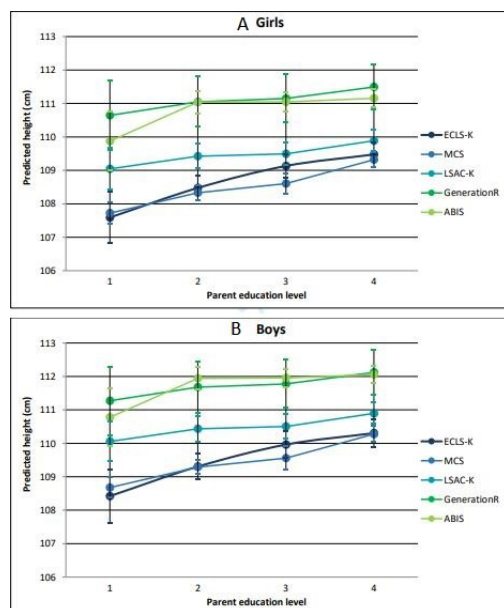 A Girls
113
112
111
110
109
108
107
106
Predicted height (cm)
1 2 3 4
Parent education level
ECLS-K
MCS
LSAC-K
GenerationR
ABIS
B Boys
113
112
111
110
109
108
107
106
Predicted height (cm)
1 2 3 4
Parent education level
ECLS-K
MCS
LSAC-K
GenerationR
ABIS